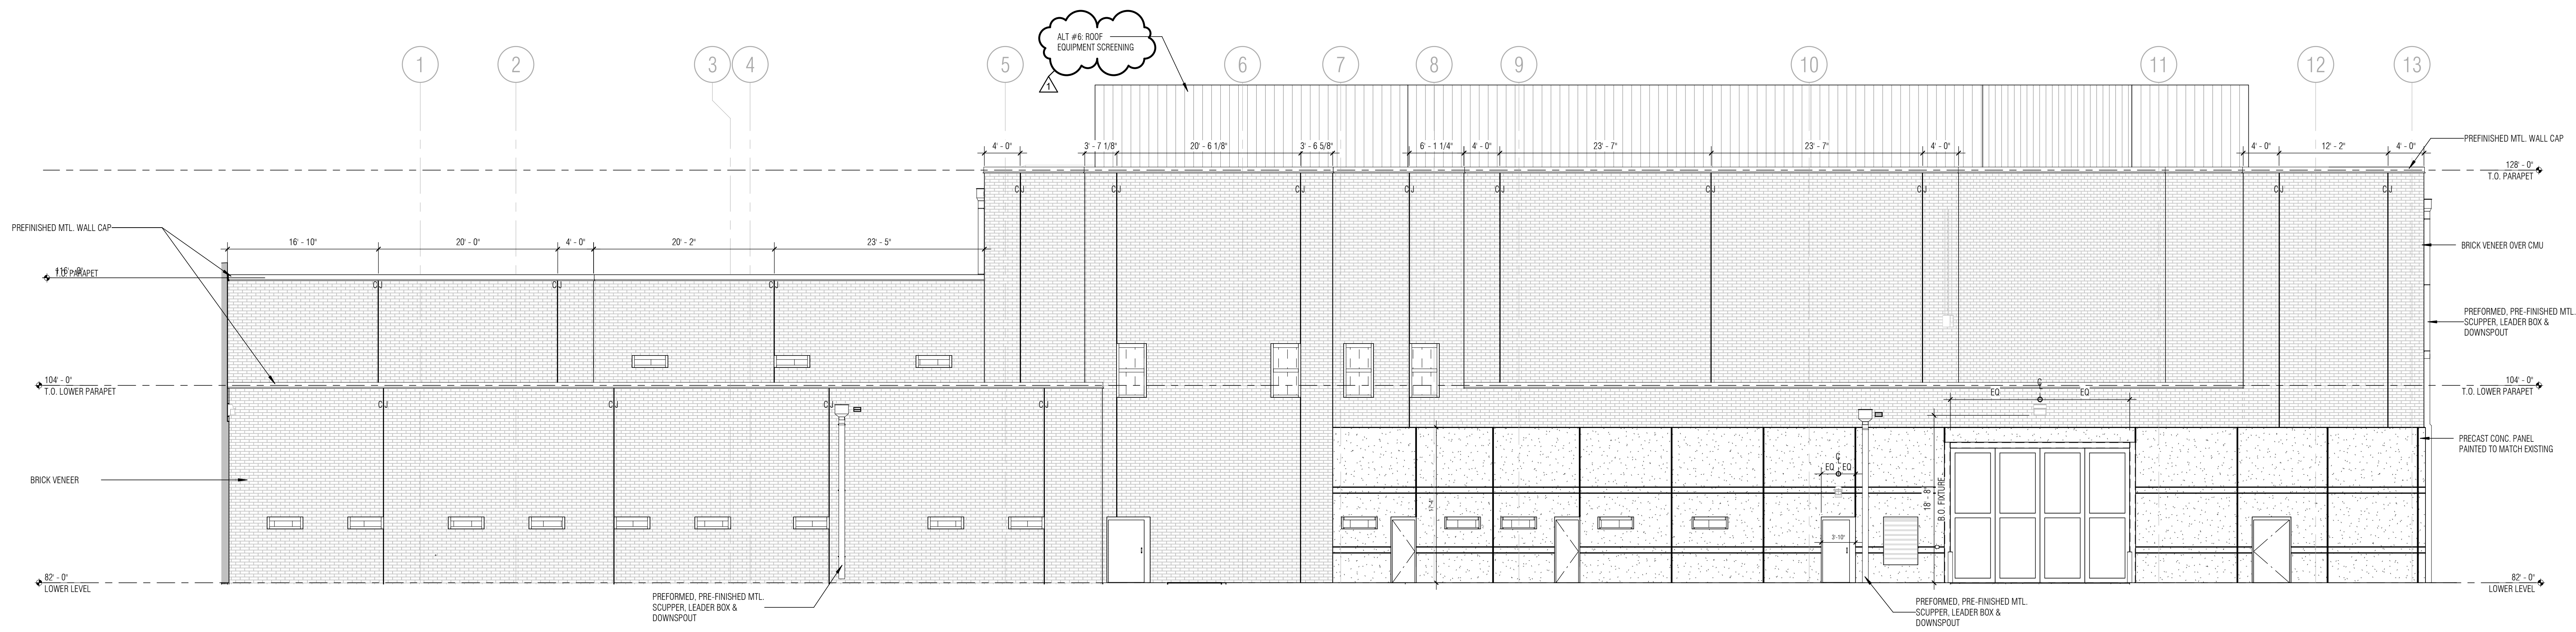 ALT #6: ROOF
EQUIPMENT SCREENING
1
1
2
3
4
5
6
7
8
9
10
11
12
13
4' - 0"
3' - 7 1/8"
20' - 6 1/8"
3' - 6 5/8"
6' - 1 1/4"
4' - 0"
23' - 7"
23' - 7"
4' - 0"
4' - 0"
12' - 2"
4' - 0"
PREFINISHED MTL. WALL CAP
128' - 0"
T.O. PARAPET
CJ
CJ
CJ
CJ
CJ
CJ
CJ
CJ
CJ
PREFINISHED MTL. WALL CAP
16' - 10"
20' - 0"
4' - 0"
20' - 2"
23' - 5"
BRICK VENEER OVER CMU
116' - 0"
T.O. PARAPET
CJ
CJ
CJ
PREFORMED, PRE-FINISHED MTL.
SCUPPER, LEADER BOX &
DOWNSPOUT
104' - 0"
T.O. LOWER PARAPET
104' - 0"
T.O. LOWER PARAPET
C
EQ
EQ
CJ
CJ
CJ
CJ
PRECAST CONC. PANEL
PAINTED TO MATCH EXISTING
BRICK VENEER
C
EQ
EQ
17'-4"
18' - 8"
B.O. FIXTURE
3'-10"
82' - 0"
LOWER LEVEL
82' - 0"
LOWER LEVEL
PREFORMED, PRE-FINISHED MTL.
SCUPPER, LEADER BOX &
DOWNSPOUT
PREFORMED, PRE-FINISHED MTL.
SCUPPER, LEADER BOX &
DOWNSPOUT